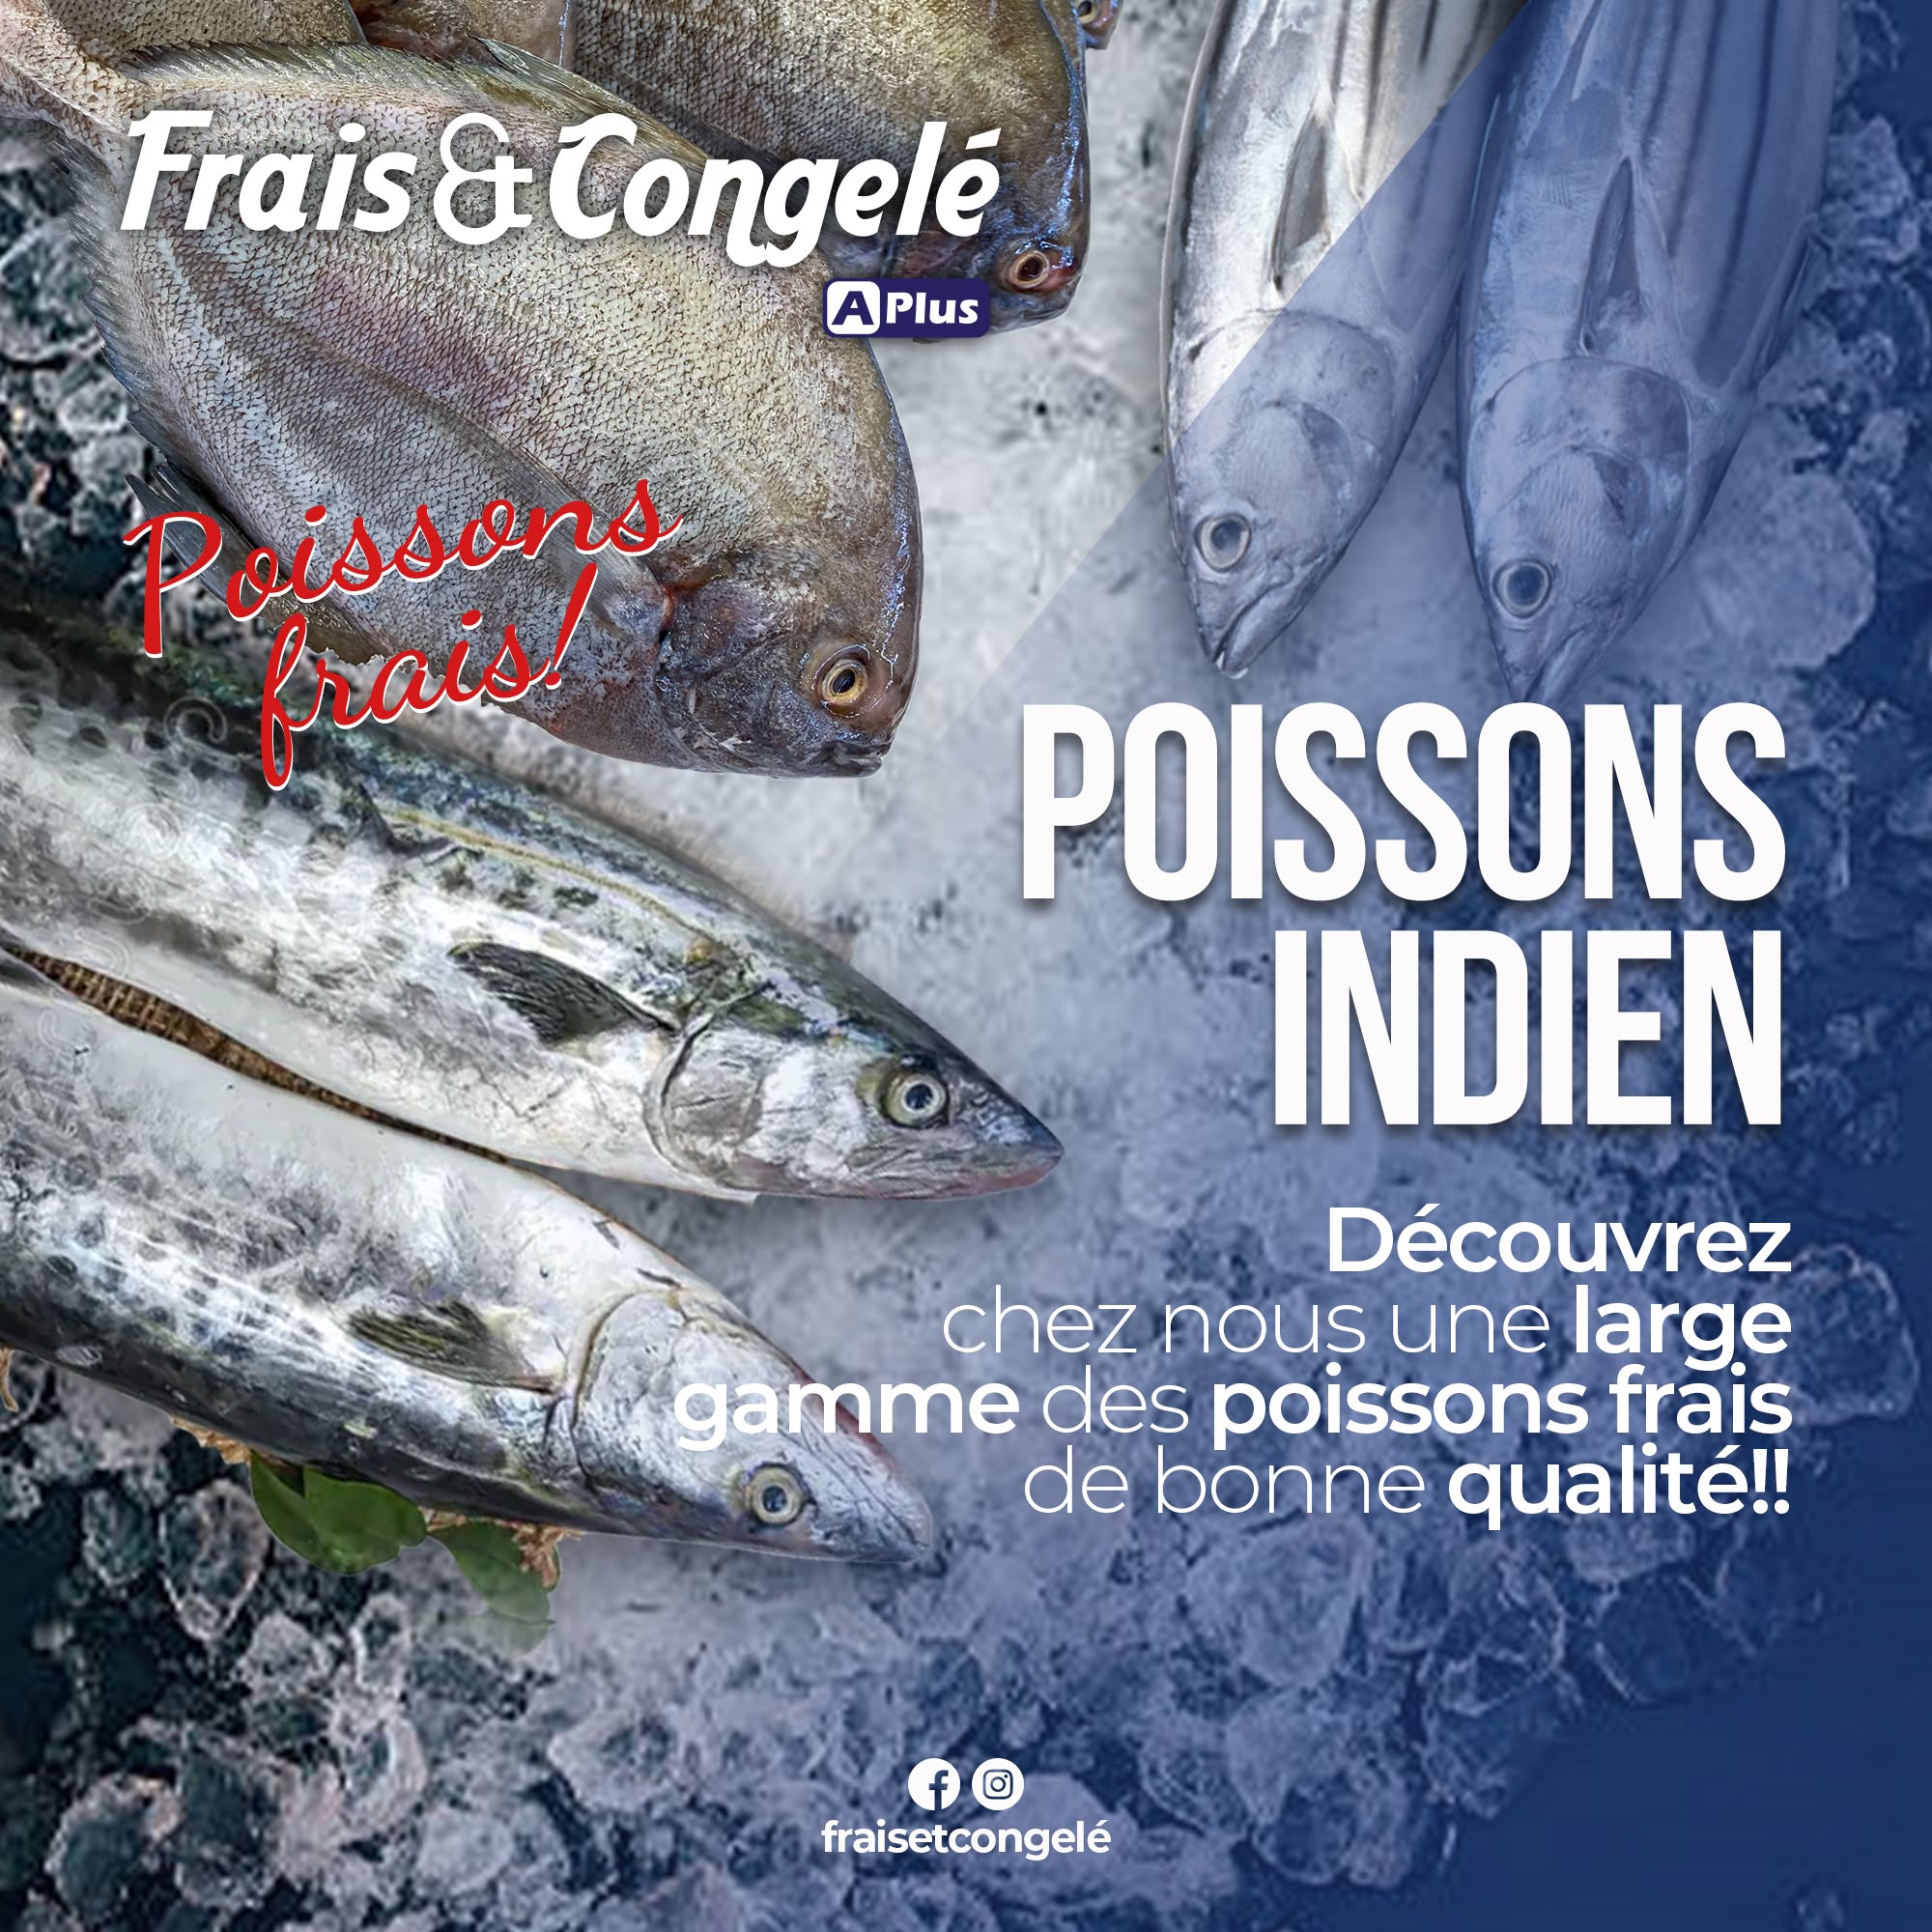 Frais & Congelé
A Plus
Poissons
frais!
POISSONS
INDIEN
Découvrez
chez nous une large
gamme des poissons frais
de bonne qualité!!
fraisetcongelé